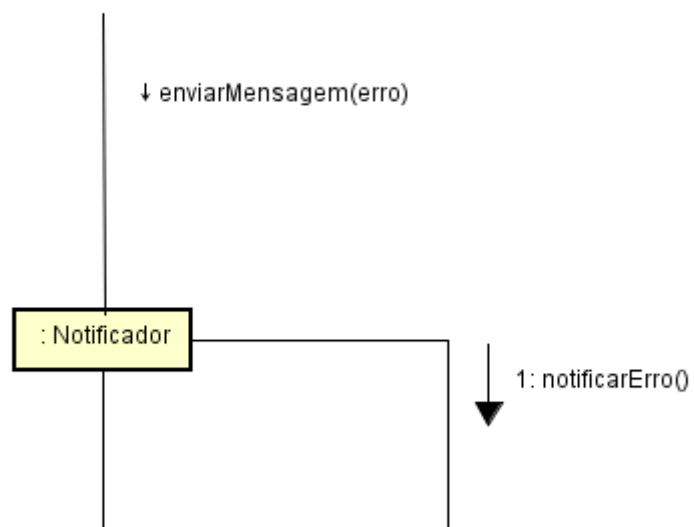 ↓ enviarMensagem(erro)
: Notificador
1: notificarErro()